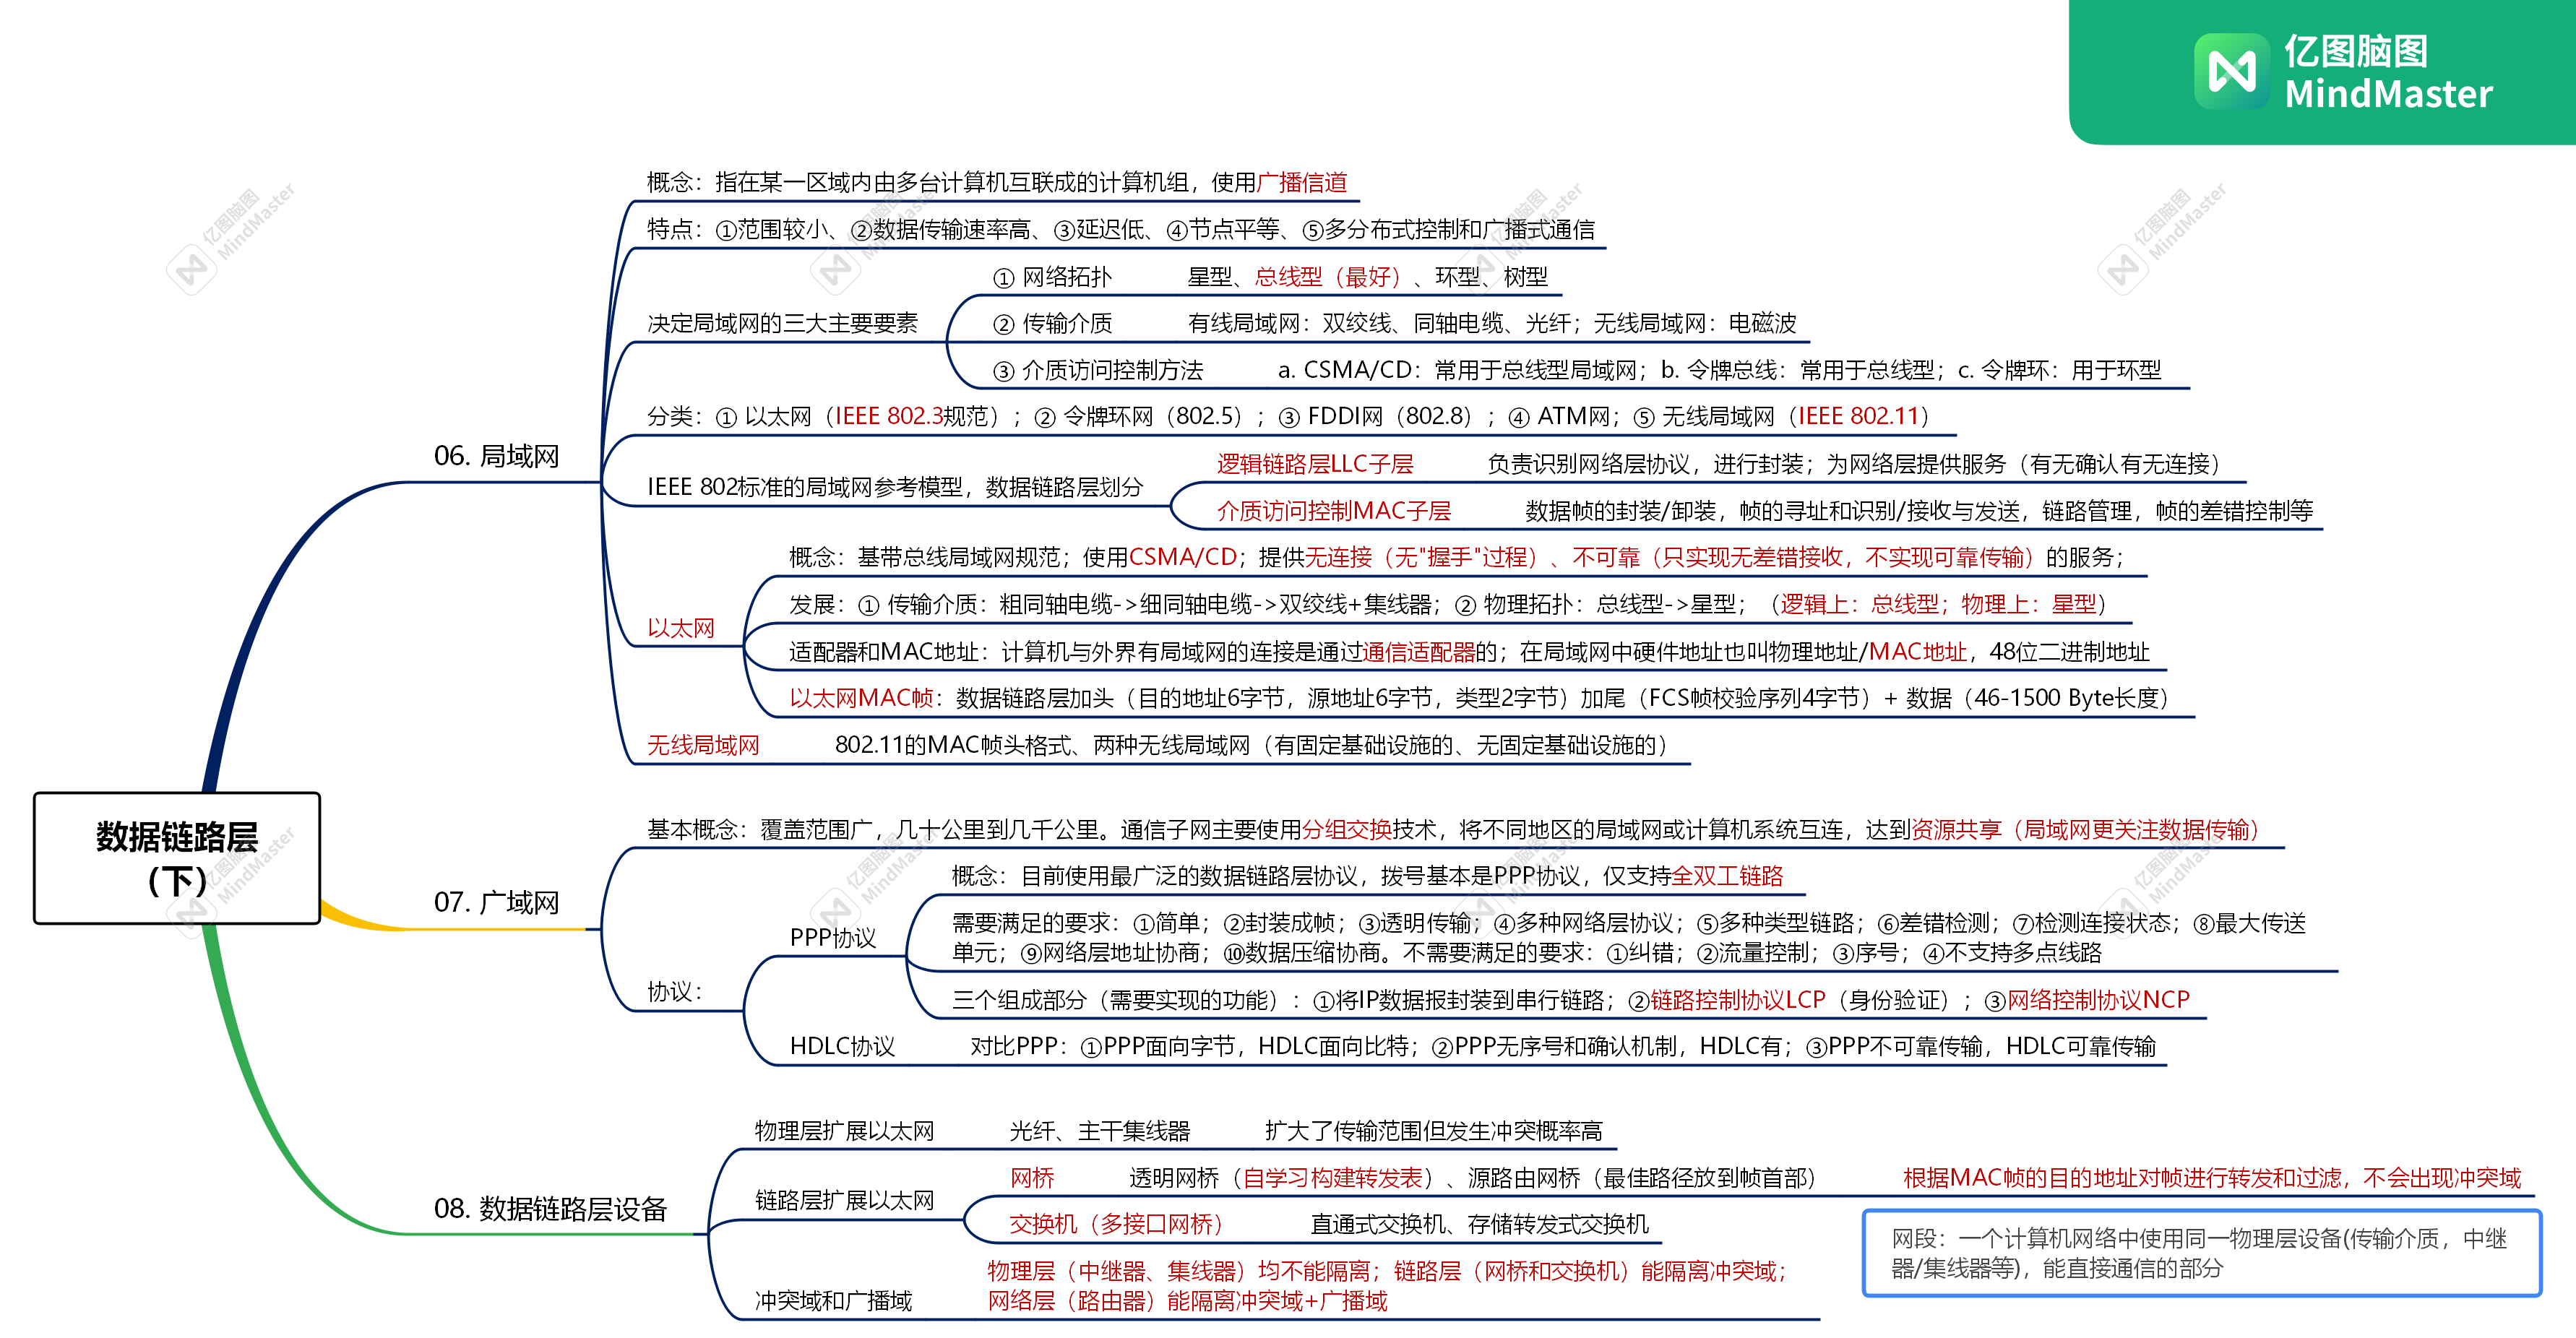 亿图脑图
MindMaster
概念：指在某一区域内由多台计算机互联成的计算机组，使用广播信道
特点：①范围较小、②数据传输速率高、③延迟低、④节点平等、⑤多分布式控制和广播式通信
决定局域网的三大主要要素
① 网络拓扑 星型、总线型（最好）、环型、树型
② 传输介质 有线局域网：双绞线、同轴电缆、光纤；无线局域网：电磁波
③ 介质访问控制方法 a. CSMA/CD：常用于总线型局域网；b. 令牌总线：常用于总线型；c. 令牌环：用于环型
分类：① 以太网（IEEE 802.3规范）；② 令牌环网（802.5）；③ FDDI网（802.8）；④ ATM网；⑤ 无线局域网（IEEE 802.11）
06. 局域网
IEEE 802标准的局域网参考模型，数据链路层划分
逻辑链路层LLC子层 负责识别网络层协议，进行封装；为网络层提供服务（有无确认有无连接）
介质访问控制MAC子层 数据帧的封装/卸装，帧的寻址和识别/接收与发送，链路管理，帧的差错控制等
以太网
概念：基带总线局域网规范；使用CSMA/CD；提供无连接（无"握手"过程）、不可靠（只实现无差错接收，不实现可靠传输）的服务；
发展：① 传输介质：粗同轴电缆->细同轴电缆->双绞线+集线器；② 物理拓扑：总线型->星型；（逻辑上：总线型；物理上：星型）
适配器和MAC地址：计算机与外界有局域网的连接是通过通信适配器的；在局域网中硬件地址也叫物理地址/MAC地址，48位二进制地址
以太网MAC帧：数据链路层加头（目的地址6字节，源地址6字节，类型2字节）加尾（FCS帧校验序列4字节）+ 数据（46-1500 Byte长度）
无线局域网 802.11的MAC帧头格式、两种无线局域网（有固定基础设施的、无固定基础设施的）
数据链路层
（下）
07. 广域网
基本概念：覆盖范围广，几十公里到几千公里。通信子网主要使用分组交换技术，将不同地区的局域网或计算机系统互连，达到资源共享（局域网更关注数据传输）
协议：
PPP协议
概念：目前使用最广泛的数据链路层协议，拨号基本是PPP协议，仅支持全双工链路
需要满足的要求：①简单；②封装成帧；③透明传输；④多种网络层协议；⑤多种类型链路；⑥差错检测；⑦检测连接状态；⑧最大传送
单元；⑨网络层地址协商；⑩数据压缩协商。不需要满足的要求：①纠错；②流量控制；③序号；④不支持多点线路
三个组成部分（需要实现的功能）：①将IP数据报封装到串行链路；②链路控制协议LCP（身份验证）；③网络控制协议NCP
HDLC协议 对比PPP：①PPP面向字节，HDLC面向比特；②PPP无序号和确认机制，HDLC有；③PPP不可靠传输，HDLC可靠传输
08. 数据链路层设备
物理层扩展以太网 光纤、主干集线器 扩大了传输范围但发生冲突概率高
链路层扩展以太网
网桥 透明网桥（自学习构建转发表）、源路由网桥（最佳路径放到帧首部） 根据MAC帧的目的地址对帧进行转发和过滤，不会出现冲突域
交换机（多接口网桥） 直通式交换机、存储转发式交换机
冲突域和广播域
物理层（中继器、集线器）均不能隔离；链路层（网桥和交换机）能隔离冲突域；
网络层（路由器）能隔离冲突域+广播域
网段：一个计算机网络中使用同一物理层设备(传输介质，中继
器/集线器等)，能直接通信的部分